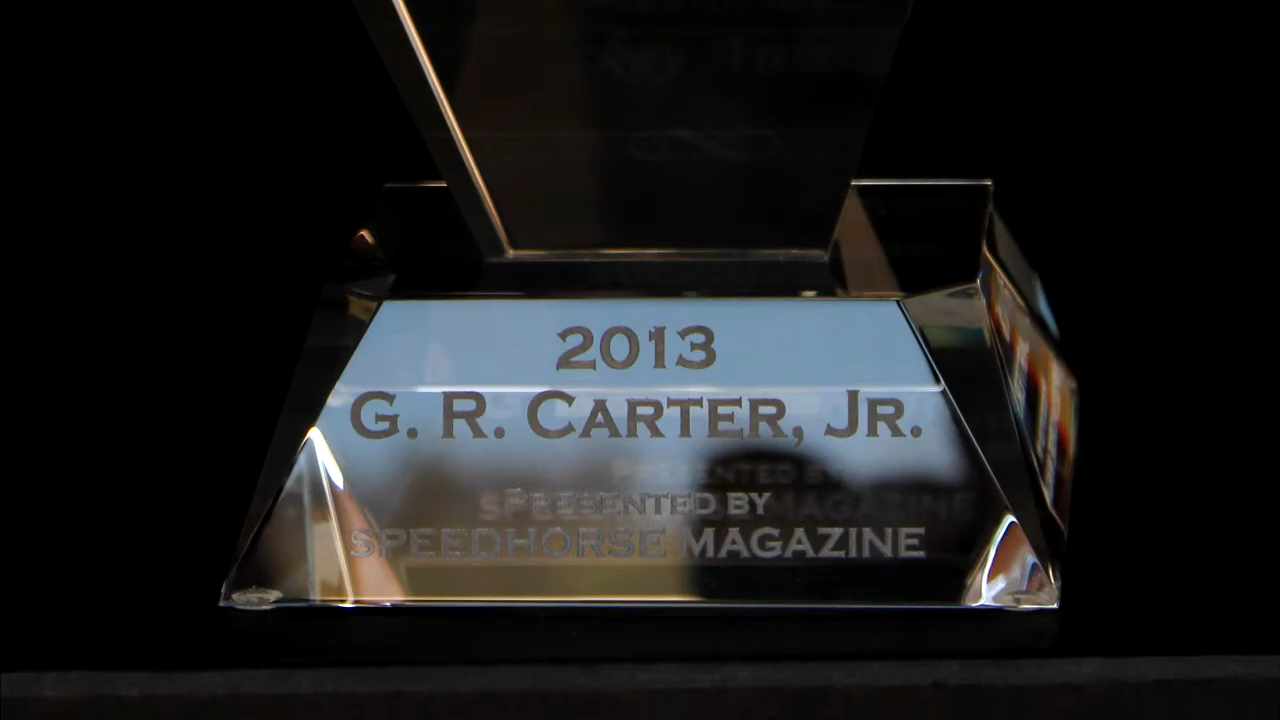 2013
G. R. CARTER, JR.
PRESENTED BY
SPEEDHORSE MAGAZINE